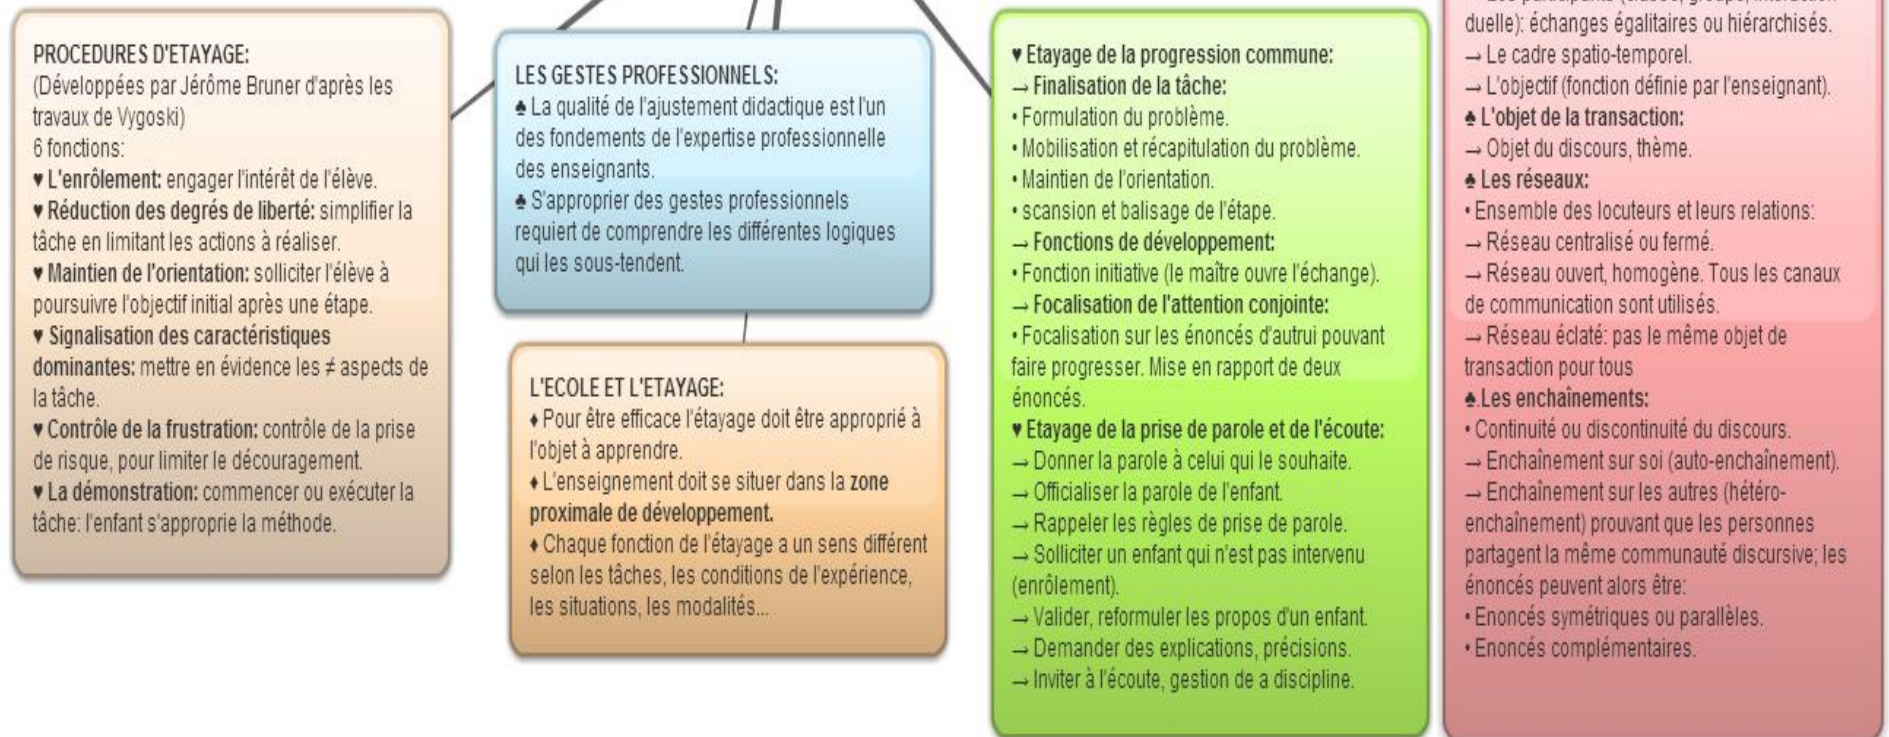 PROCEDURES D'ETAYAGE:
(Développées par Jérôme Bruner d'après les
travaux de Vygoski)
6 fonctions:
♥ L'enrôlement: engager l'intérêt de l'élève.
♥ Réduction des degrés de liberté: simplifier la
tâche en limitant les actions à réaliser.
♥ Maintien de l'orientation: solliciter l'élève à
poursuivre l'objectif initial après une étape.
♥ Signalisation des caractéristiques
dominantes: mettre en évidence les ≠ aspects de
la tâche.
♥ Contrôle de la frustration: contrôle de la prise
de risque, pour limiter le découragement.
♥ La démonstration: commencer ou exécuter la
tâche: l'enfant s'approprie la méthode.
LES GESTES PROFESSIONNELS:
♣ La qualité de l'ajustement didactique est l'un
des fondements de l'expertise professionnelle
des enseignants.
♣ S'approprier des gestes professionnels
requiert de comprendre les différentes logiques
qui les sous-tendent.
L'ECOLE ET L'ETAYAGE:
♦ Pour être efficace l'étayage doit être approprié à
l'objet à apprendre.
♦ L'enseignement doit se situer dans la zone
proximale de développement.
♦ Chaque fonction de l'étayage a un sens différent
selon les tâches, les conditions de l'expérience,
les situations, les modalités...
♥ Etayage de la progression commune:
→ Finalisation de la tâche:
• Formulation du problème.
• Mobilisation et récapitulation du problème.
• Maintien de l'orientation.
• scansion et balisage de l'étape.
→ Fonctions de développement:
• Fonction initiative (le maître ouvre l'échange).
→ Focalisation de l'attention conjointe:
• Focalisation sur les énoncés d'autrui pouvant
faire progresser. Mise en rapport de deux
énoncés.
♥ Etayage de la prise de parole et de l'écoute:
→ Donner la parole à celui qui le souhaite.
→ Officialiser la parole de l'enfant.
→ Rappeler les règles de prise de parole.
→ Solliciter un enfant qui n'est pas intervenu
(enrôlement).
→ Valider, reformuler les propos d'un enfant.
→ Demander des explications, précisions.
→ Inviter à l'écoute, gestion de a discipline.
duelle): échanges égalitaires ou hiérarchisés.
→ Le cadre spatio-temporel.
→ L'objectif (fonction définie par l'enseignant).
♣ L'objet de la transaction:
→ Objet du discours, thème.
♣ Les réseaux:
• Ensemble des locuteurs et leurs relations:
→ Réseau centralisé ou fermé.
→ Réseau ouvert, homogène. Tous les canaux
de communication sont utilisés.
→ Réseau éclaté: pas le même objet de
transaction pour tous
♣.Les enchaînements:
• Continuité ou discontinuité du discours.
→ Enchaînement sur soi (auto-enchaînement).
→ Enchaînement sur les autres (hétéro-
enchaînement) prouvant que les personnes
partagent la même communauté discursive; les
énoncés peuvent alors être:
• Enoncés symétriques ou parallèles.
• Enoncés complémentaires.